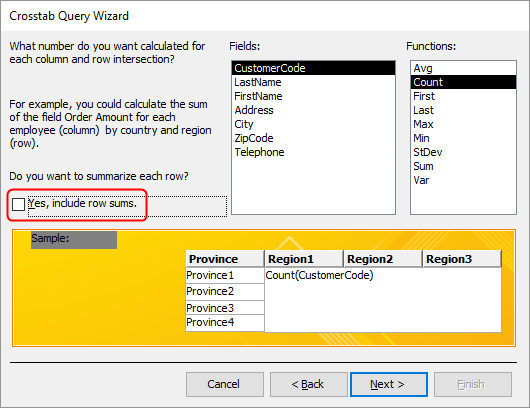 Crosstab Query Wizard
What number do you want calculated for
each column and row intersection?
For example, you could calculate the sum
of the field Order Amount for each
employee (column)  by country and region
(row).
Do you want to summarize each row?
Yes, include row sums.
Fields:
CustomerCode
LastName
FirstName
Address
City
ZipCode
Telephone
Functions:
Avg
Count
First
Last
Max
Min
StDev
Sum
Var
Sample:
Province Region1 Region2 Region3
Province1 Count(CustomerCode)
Province2
Province3
Province4
Cancel < Back Next > Finish